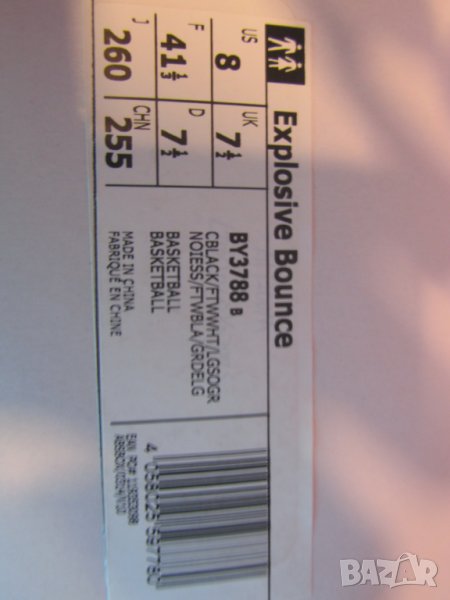 Explosive Bounce
US 8
UK 7½
F 41⅓
D 7½
J 260
CHN 255
BY3788 B
CBLACK/FTWWHT/LGSOGR
NOIESS/FTWBLA/GRDELG
BASKETBALL
BASKETBALL
MADE IN CHINA
FABRIQUÉ EN CHINE
4 058025 597780
BAZAR